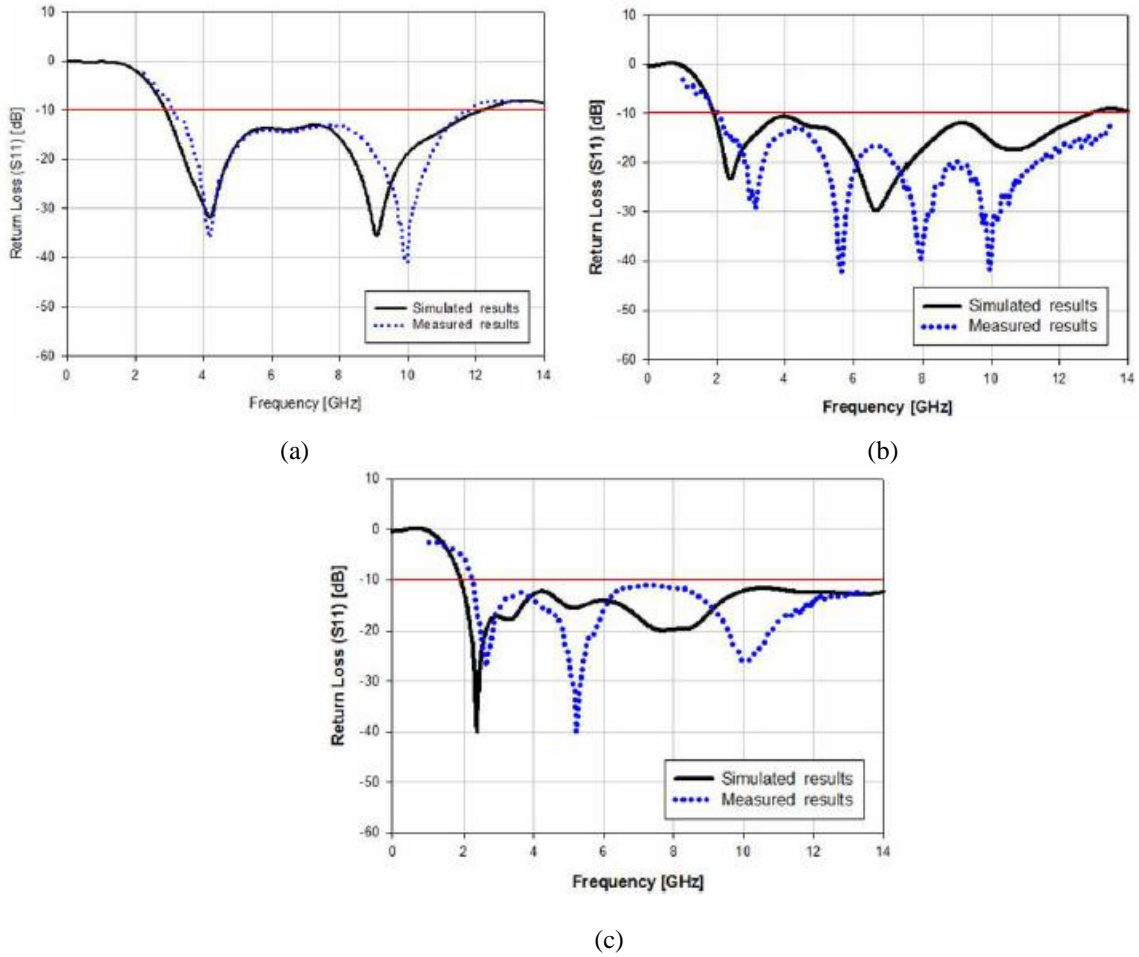 10
0
-10
-20
-30
-40
-50
-60
Return Loss (S11) [dB]
Simulated results
Measured results
0 2 4 6 8 10 12 14
Frequency [GHz]
(a)
10
0
-10
-20
-30
-40
-50
-60
Return Loss (S11) [dB]
Simulated results
Measured results
0 2 4 6 8 10 12 14
Frequency [GHz]
(b)
10
0
-10
-20
-30
-40
-50
-60
Return Loss (S11) [dB]
Simulated results
Measured results
0 2 4 6 8 10 12 14
Frequency [GHz]
(c)